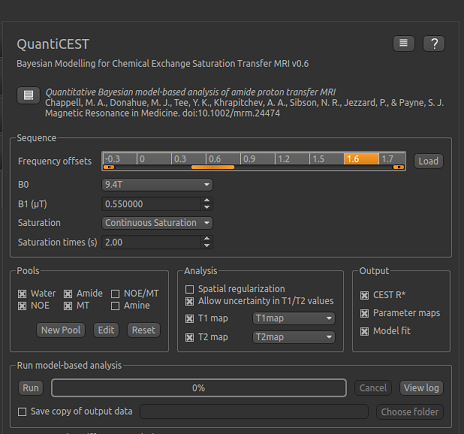 QuantiCEST
?
Bayesian Modelling for Chemical Exchange Saturation Transfer MRI v0.6
Quantitative Bayesian model-based analysis of amide proton transfer MRI
Chappell, M. A., Donahue, M. J., Tee, Y. K., Khrapitchev, A. A., Sibson, N. R., Jezzard, P., & Payne, S. J.
Magnetic Resonance in Medicine. doi:10.1002/mrm.24474
Sequence
Frequency offsets -0.3 0 0.3 0.6 0.9 1.2 1.5 1.6 1.7 Load
B0 9.4T
B1 (µT) 0.550000
Saturation Continuous Saturation
Saturation times (s) 2.00
Pools Analysis Output
Water Amide NOE/MT
NOE MT Amine
New Pool Edit Reset
Spatial regularization
Allow uncertainty in T1/T2 values
T1 map T1map
T2 map T2map
CEST R*
Parameter maps
Model fit
Run model-based analysis
Run 0% Cancel View log
Save copy of output data Choose folder